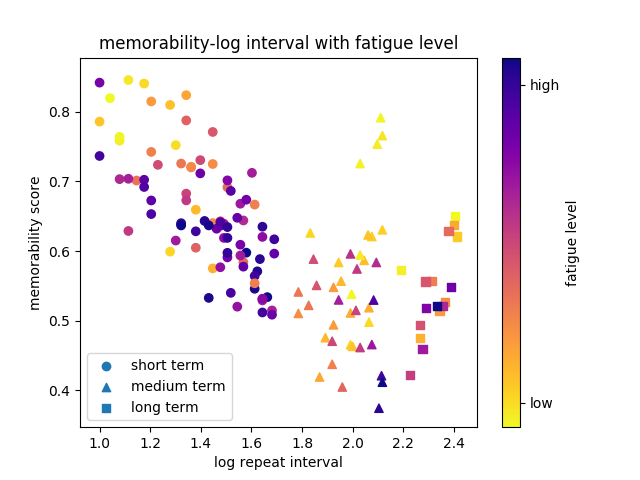 memorability-log interval with fatigue level
memorability score
0.8
0.7
0.6
0.5
0.4
short term
medium term
long term
1.0 1.2 1.4 1.6 1.8 2.0 2.2 2.4
log repeat interval
high
low
fatigue level